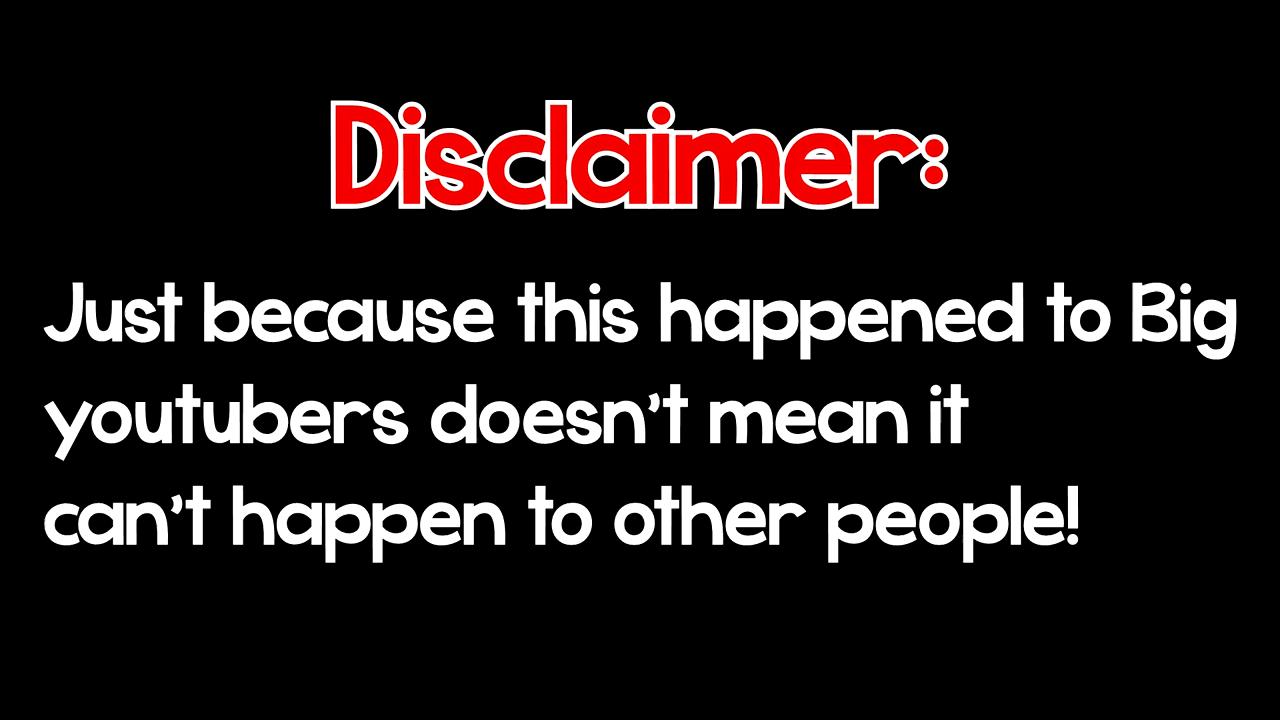 Disclaimer:
Just because this happened to Big
youtubers doesn't mean it
can't happen to other people!